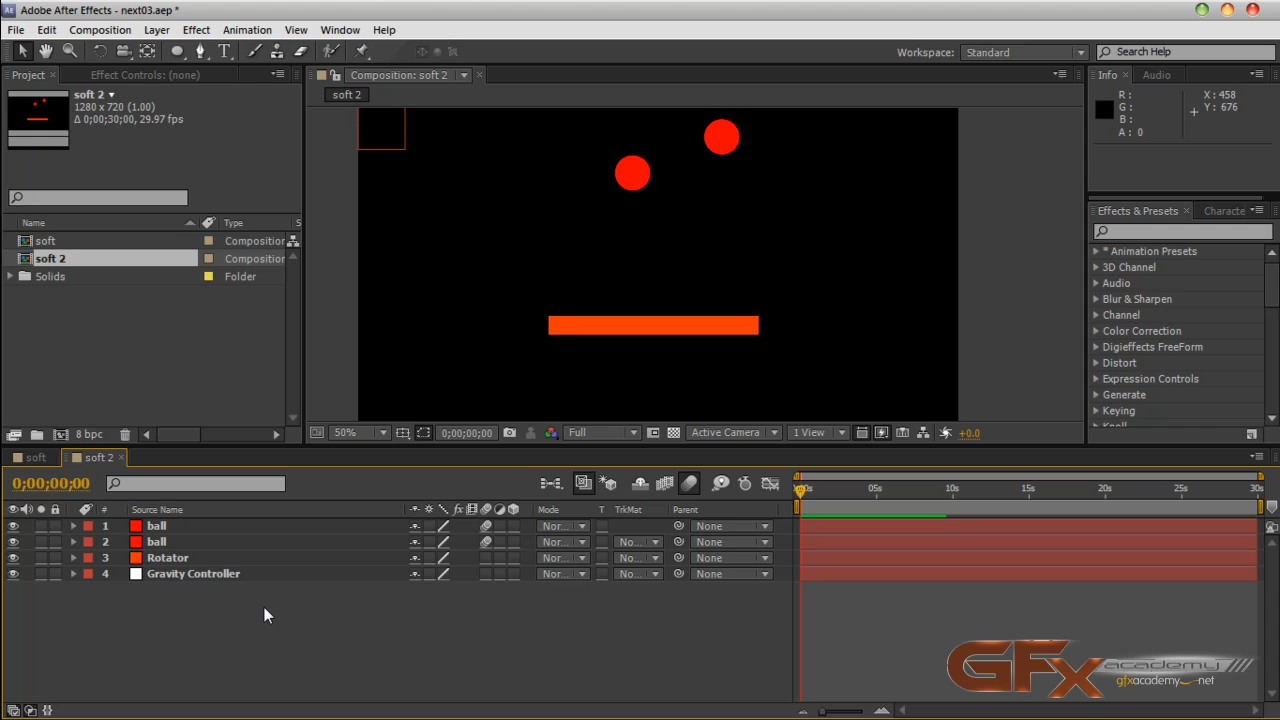 Adobe After Effects - next03.aep *
File Edit Composition Layer Effect Animation View Window Help
Workspace: Standard Search Help
Project Effect Controls: (none) Composition: soft 2 Info Audio
soft 2
1280 x 720 (1.00)
Δ 0;00;30;00, 29.97 fps
soft 2
R :
G :
B :
A : 0
X : 458
Y : 676
Name Type S
soft Composition
soft 2 Composition
Solids Folder
8 bpc
Effects & Presets Characte
* Animation Presets
3D Channel
Audio
Blur & Sharpen
Channel
Color Correction
Digieffects FreeForm
Distort
Expression Controls
Generate
Keying
Knoll
50% 0;00;00;00 Full Active Camera 1 View +0.0
soft soft 2
0;00;00;00
05s 10s 15s 20s 25s 30s
# Source Name fx Mode T TrkMat Parent
1 ball Nor... None
2 ball Nor... No... None
3 Rotator Nor... No... None
4 Gravity Controller Nor... No... None
GFx academy
gfxacademy.net